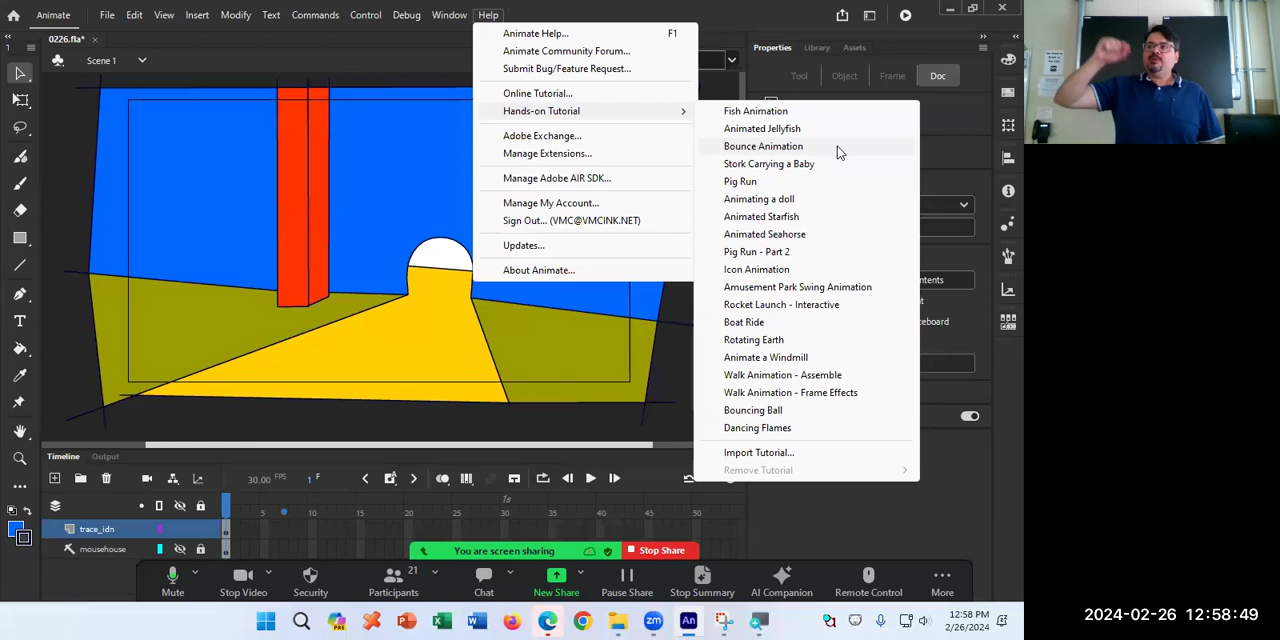 Animate File Edit View Insert Modify Text Commands Control Debug Window Help
0226.fla* ×
Scene 1
Animate Help... F1
Animate Community Forum...
Submit Bug/Feature Request...
Online Tutorial...
Hands-on Tutorial
Adobe Exchange...
Manage Extensions...
Manage Adobe AIR SDK...
Manage My Account...
Sign Out... (VMC@VMCINK.NET)
Updates...
About Animate...
Fish Animation
Animated Jellyfish
Bounce Animation
Stork Carrying a Baby
Pig Run
Animating a doll
Animated Starfish
Animated Seahorse
Pig Run - Part 2
Icon Animation
Amusement Park Swing Animation
Rocket Launch - Interactive
Boat Ride
Rotating Earth
Animate a Windmill
Walk Animation - Assemble
Walk Animation - Frame Effects
Bouncing Ball
Dancing Flames
Import Tutorial...
Remove Tutorial
Properties Library Assets
Tool Object Frame Doc
ntents
t
eboard
Timeline Output
30.00 FPS 1 F
1s
5 10 15 20 25 30 35 40 45 50
trace_idn
mousehouse
You are screen sharing Stop Share
21
Mute Stop Video Security Participants Chat New Share Pause Share Stop Summary AI Companion Remote Control More
12:58 PM
2/26/2024
2024-02-26 12:58:49